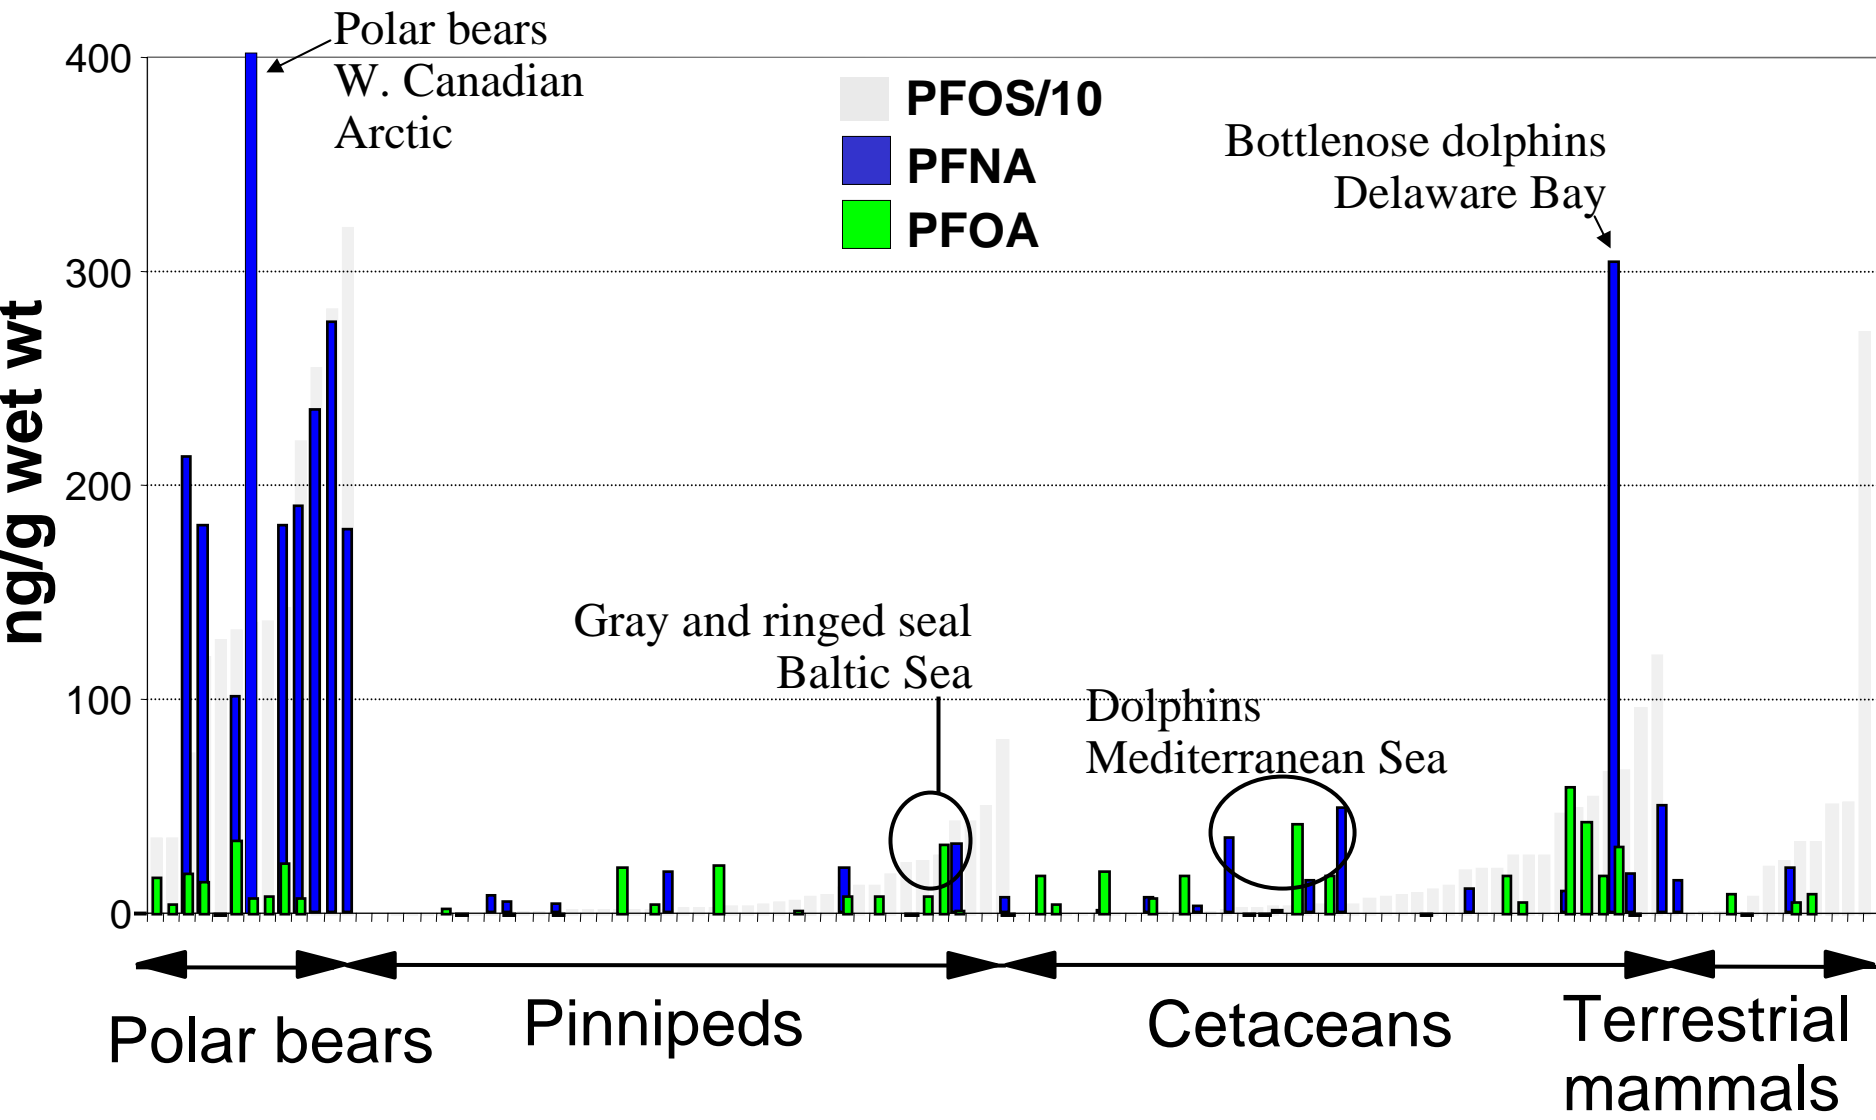 Polar bears
W. Canadian
Arctic
400
300
200
100
0
ng/g wet wt
PFOS/10
PFNA
PFOA
Bottlenose dolphins
Delaware Bay
Gray and ringed seal
Baltic Sea
Dolphins
Mediterranean Sea
Polar bears
Pinnipeds
Cetaceans
Terrestrial
mammals